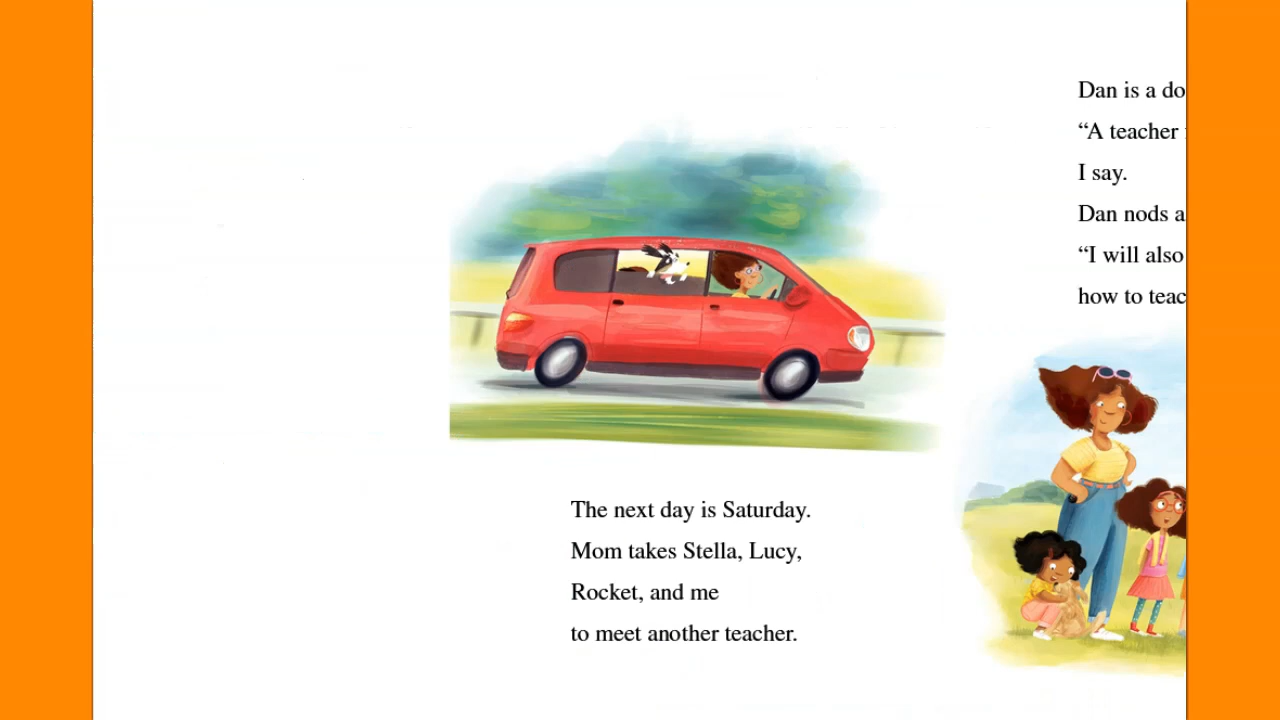 The next day is Saturday.
Mom takes Stella, Lucy,
Rocket, and me
to meet another teacher.
Dan is a
“A teacher
I say.
Dan nods
“I will also
how to